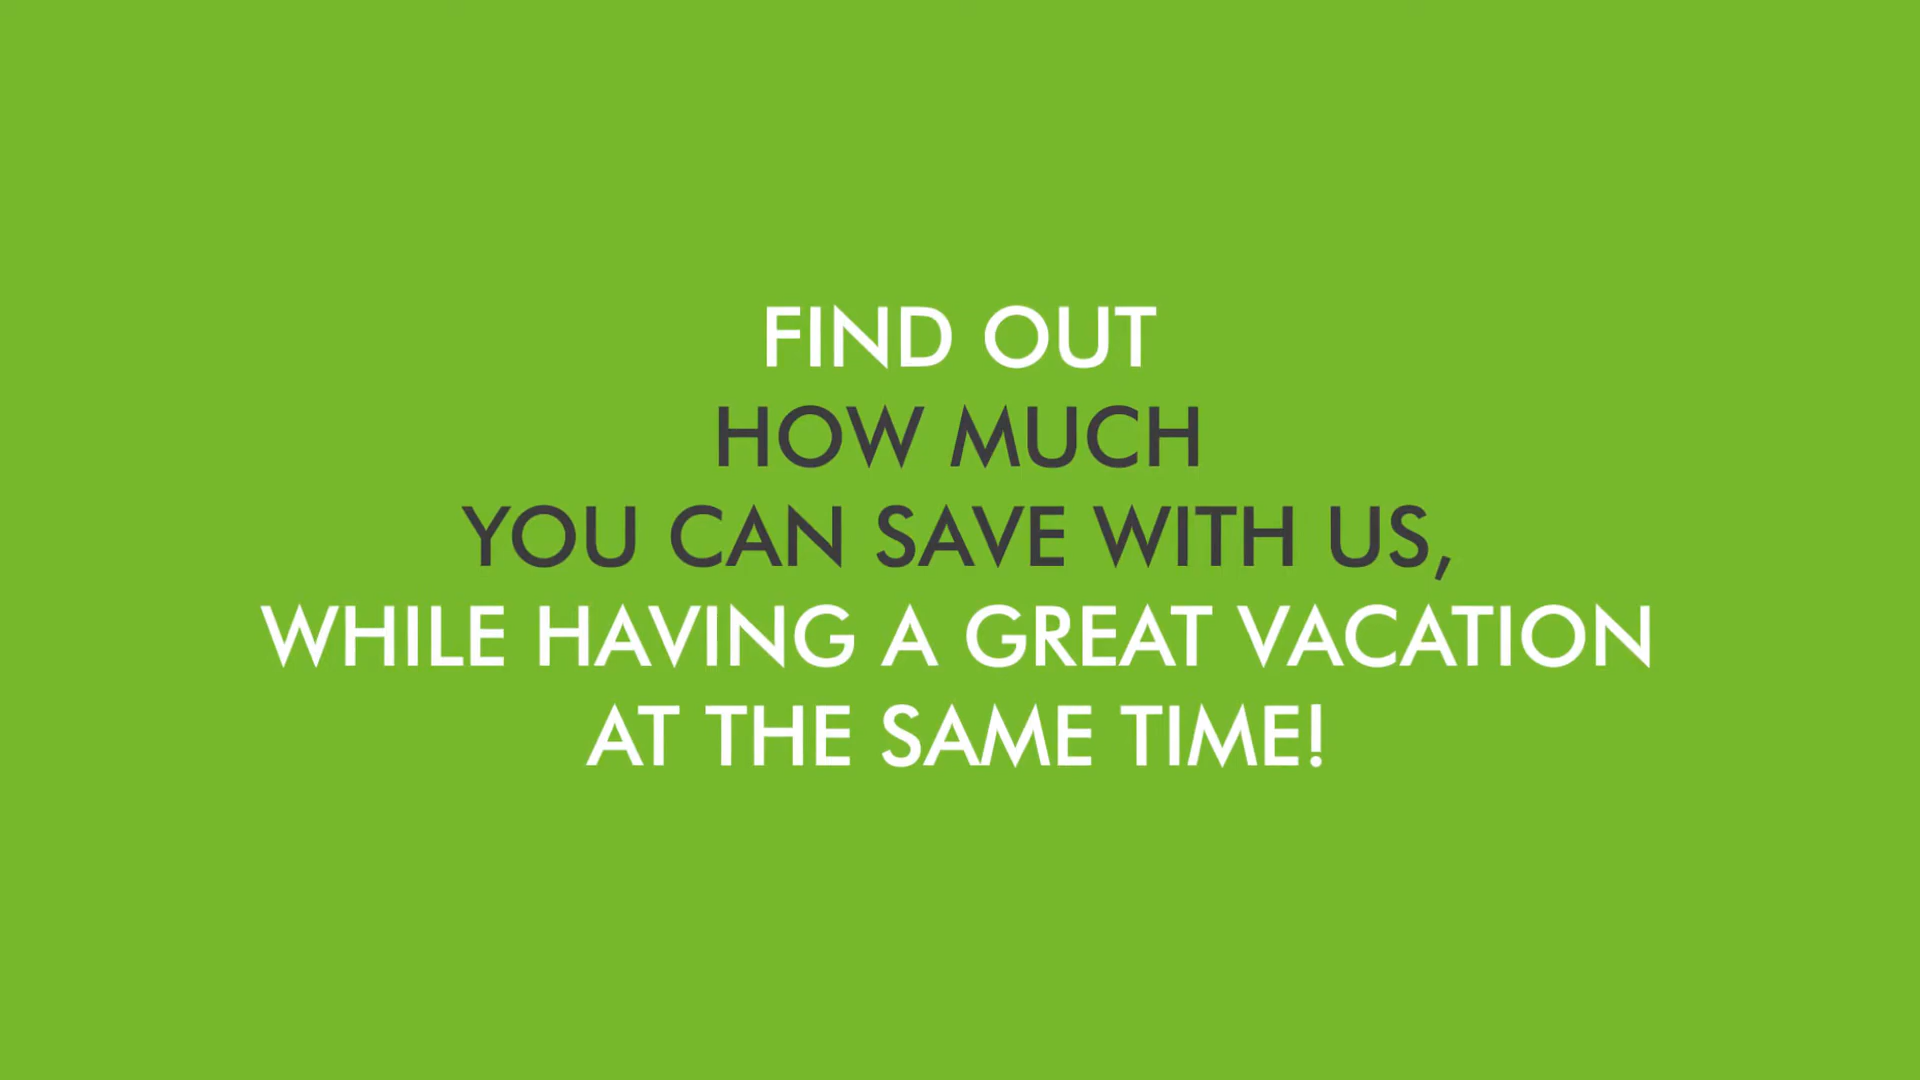 FIND OUT
HOW MUCH
YOU CAN SAVE WITH US,
WHILE HAVING A GREAT VACATION
AT THE SAME TIME!